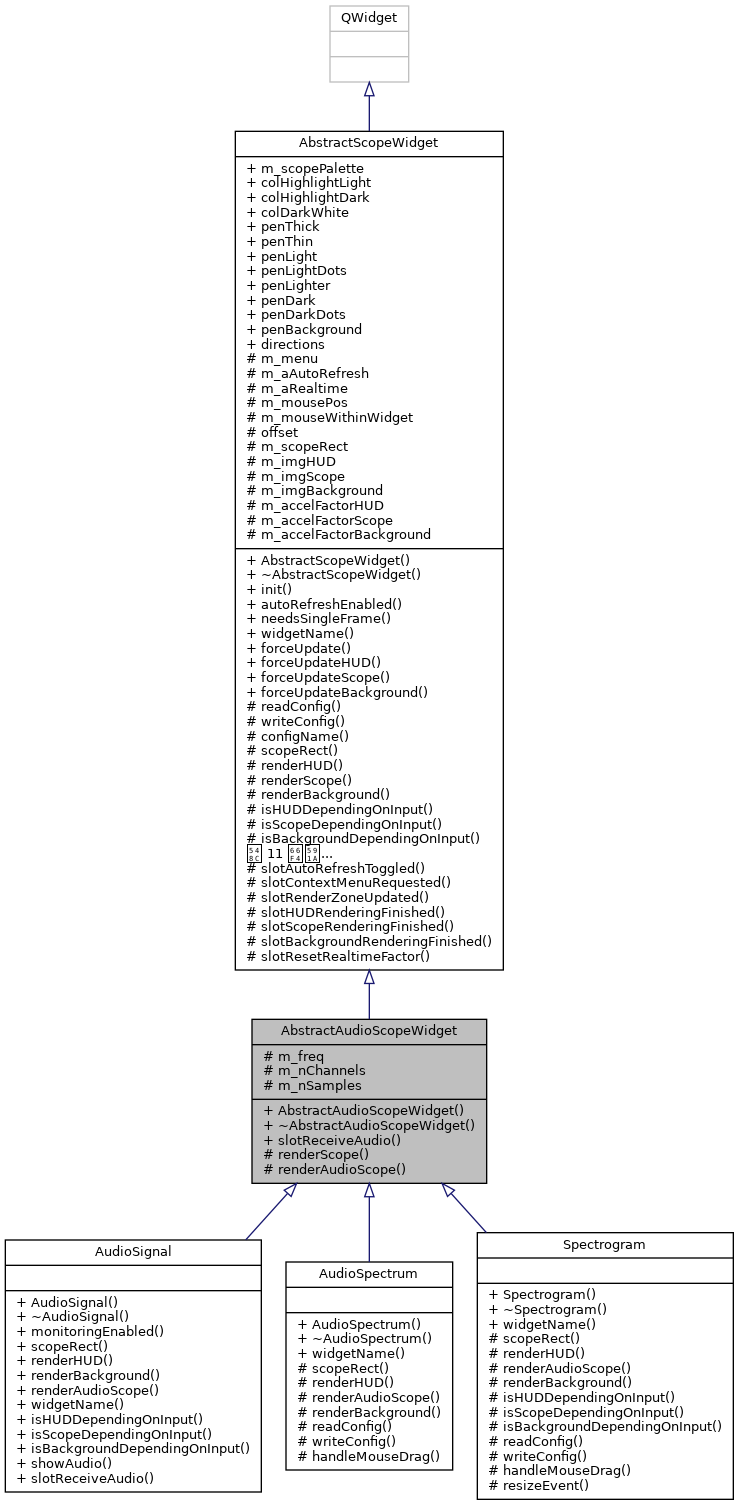 QWidget
AbstractScopeWidget
+ m_scopePalette
+ colHighlightLight
+ colHighlightDark
+ colDarkWhite
+ penThick
+ penThin
+ penLight
+ penLightDots
+ penLighter
+ penDark
+ penDarkDots
+ penBackground
+ directions
# m_menu
# m_aAutoRefresh
# m_aRealtime
# m_mousePos
# m_mouseWithinWidget
# offset
# m_scopeRect
# m_imgHUD
# m_imgScope
# m_imgBackground
# m_accelFactorHUD
# m_accelFactorScope
# m_accelFactorBackground
+ AbstractScopeWidget()
+ ~AbstractScopeWidget()
+ init()
+ autoRefreshEnabled()
+ needsSingleFrame()
+ widgetName()
+ forceUpdate()
+ forceUpdateHUD()
+ forceUpdateScope()
+ forceUpdateBackground()
# readConfig()
# writeConfig()
# configName()
# scopeRect()
# renderHUD()
# renderScope()
# renderBackground()
# isHUDDependingOnInput()
# isScopeDependingOnInput()
# isBackgroundDependingOnInput()
11 ...
# slotAutoRefreshToggled()
# slotContextMenuRequested()
# slotRenderZoneUpdated()
# slotHUDRenderingFinished()
# slotScopeRenderingFinished()
# slotBackgroundRenderingFinished()
# slotResetRealtimeFactor()
AbstractAudioScopeWidget
# m_freq
# m_nChannels
# m_nSamples
+ AbstractAudioScopeWidget()
+ ~AbstractAudioScopeWidget()
+ slotReceiveAudio()
# renderScope()
# renderAudioScope()
AudioSignal
+ AudioSignal()
+ ~AudioSignal()
+ monitoringEnabled()
+ scopeRect()
+ renderHUD()
+ renderBackground()
+ renderAudioScope()
+ widgetName()
+ isHUDDependingOnInput()
+ isScopeDependingOnInput()
+ isBackgroundDependingOnInput()
+ showAudio()
+ slotReceiveAudio()
AudioSpectrum
+ AudioSpectrum()
+ ~AudioSpectrum()
+ widgetName()
# scopeRect()
# renderHUD()
# renderAudioScope()
# renderBackground()
# readConfig()
# writeConfig()
# handleMouseDrag()
Spectrogram
+ Spectrogram()
+ ~Spectrogram()
+ widgetName()
# scopeRect()
# renderHUD()
# renderAudioScope()
# renderBackground()
# isHUDDependingOnInput()
# isScopeDependingOnInput()
# isBackgroundDependingOnInput()
# readConfig()
# writeConfig()
# handleMouseDrag()
# resizeEvent()